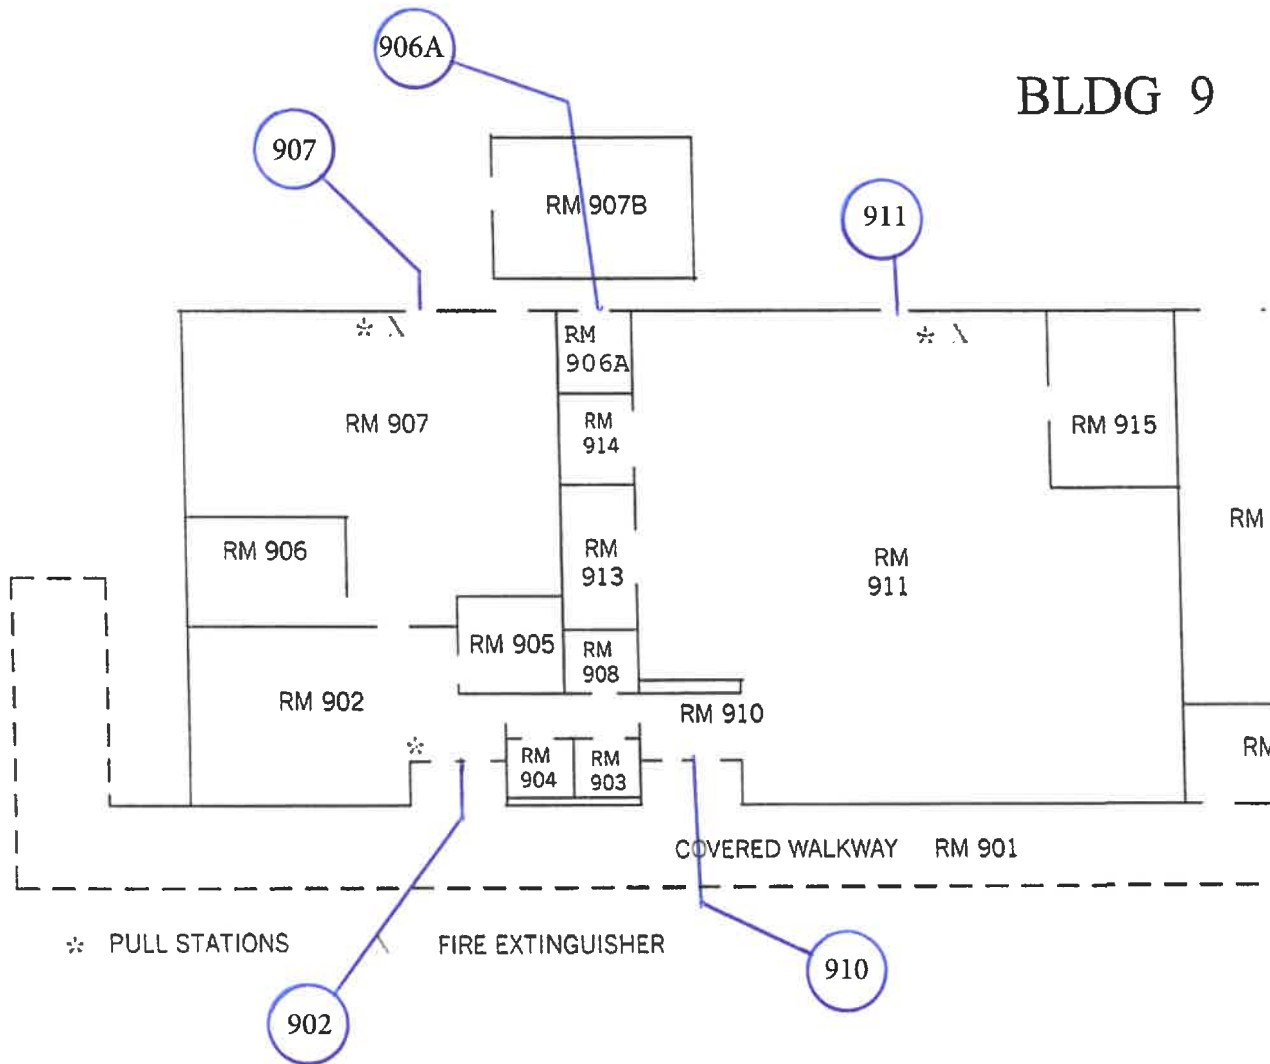 906A
BLDG 9
907
RM 907B
911
RM
906A
RM 907
RM
914
RM 915
RM 906
RM
913
RM
911
RM
RM 905
RM
908
RM 902
RM 910
RM
904
RM
903
RM
COVERED WALKWAY RM 901
* PULL STATIONS \ FIRE EXTINGUISHER
910
902